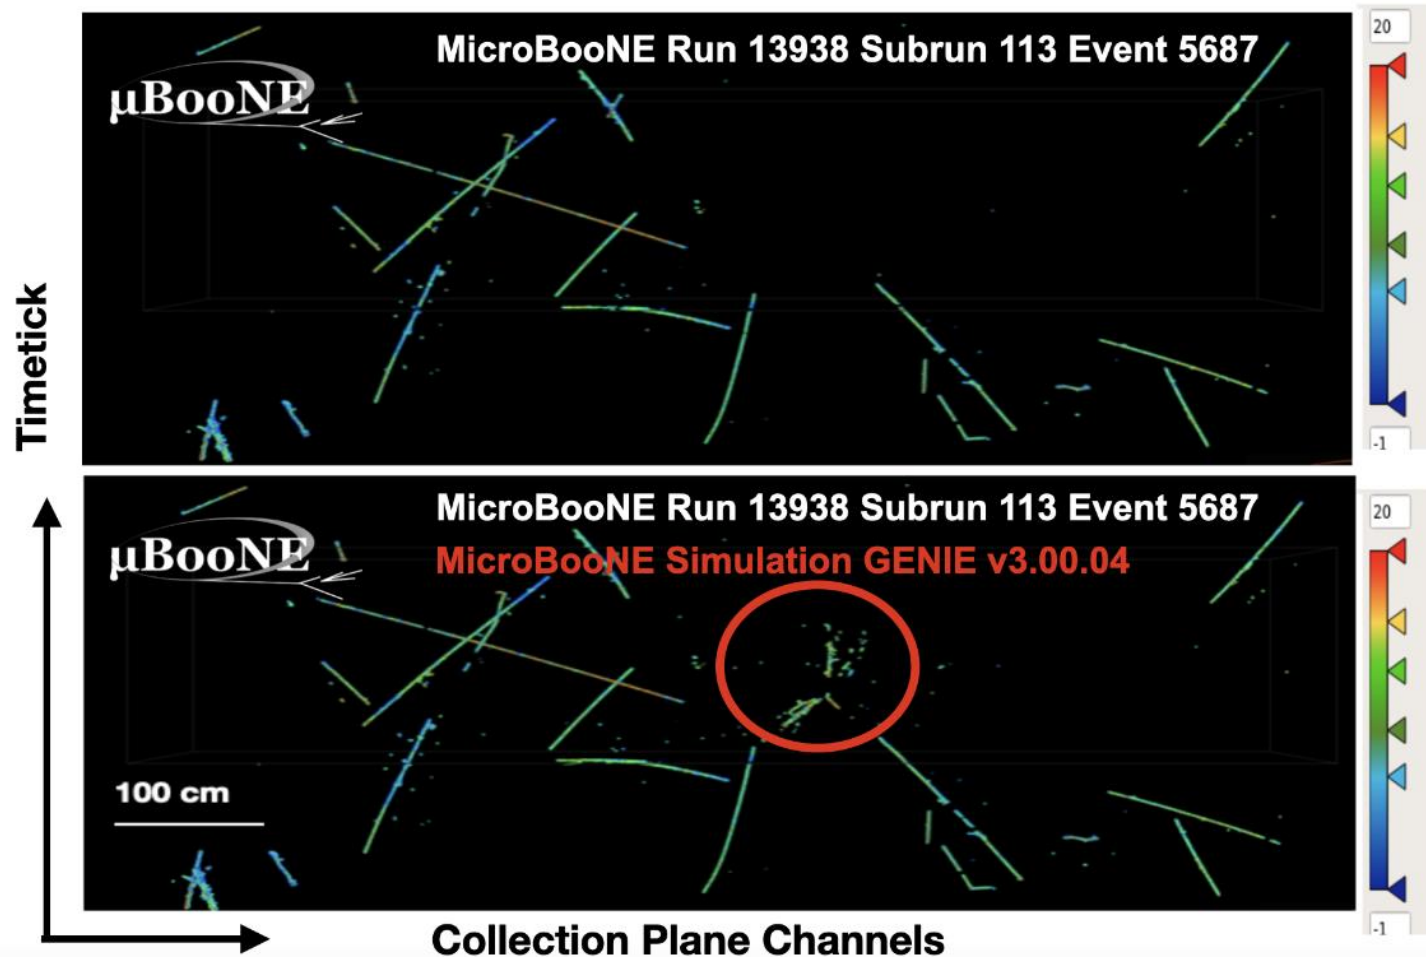 MicroBooNE Run 13938 Subrun 113 Event 5687
µBooNE
20
-1
Timetick
MicroBooNE Run 13938 Subrun 113 Event 5687
MicroBooNE Simulation GENIE v3.00.04
µBooNE
20
100 cm
-1
Collection Plane Channels